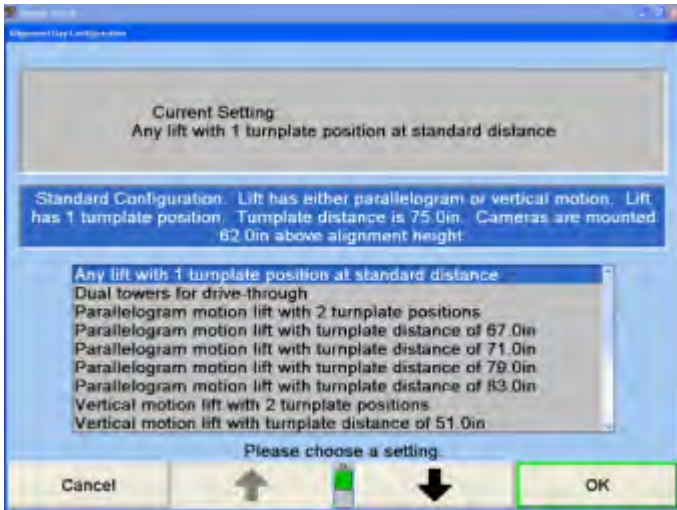 Alignment Bay Configuration
Current Setting:
Any lift with 1 turnplate position at standard distance
Standard Configuration. Lift has either parallelogram or vertical motion. Lift
has 1 turnplate position. Turnplate distance is 75.0in. Cameras are mounted
62.0in above alignment height.
Any lift with 1 turnplate position at standard distance
Dual towers for drive-through
Parallelogram motion lift with 2 turnplate positions
Parallelogram motion lift with turnplate distance of 67.0in
Parallelogram motion lift with turnplate distance of 71.0in
Parallelogram motion lift with turnplate distance of 79.0in
Parallelogram motion lift with turnplate distance of 83.0in
Vertical motion lift with 2 turnplate positions
Vertical motion lift with turnplate distance of 51.0in
Please choose a setting.
Cancel
OK